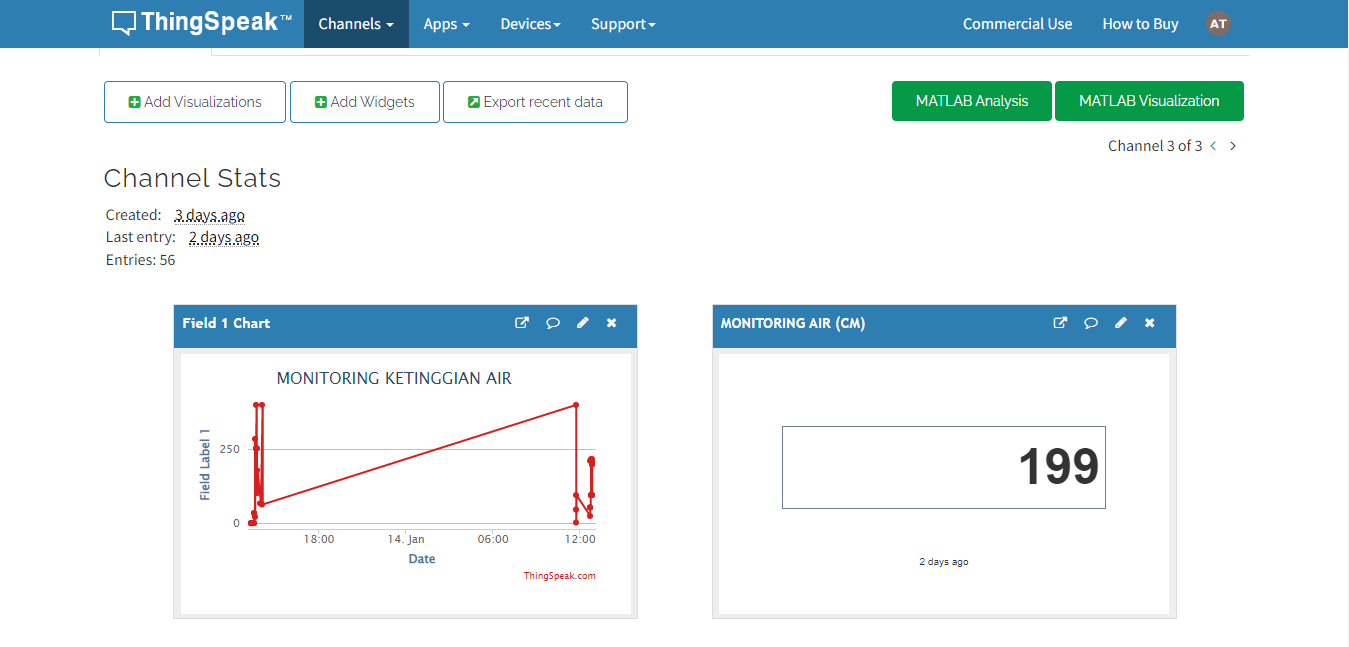 ThingSpeak™ Channels Apps Devices Support Commercial Use How to Buy AT
Add Visualizations Add Widgets Export recent data MATLAB Analysis MATLAB Visualization
Channel 3 of 3 < >
Channel Stats
Created: 3 days ago
Last entry: 2 days ago
Entries: 56
Field 1 Chart
MONITORING KETINGGIAN AIR
Field Label 1
250
0
18:00 14. Jan 06:00 12:00
Date
ThingSpeak.com
MONITORING AIR (CM)
199
2 days ago